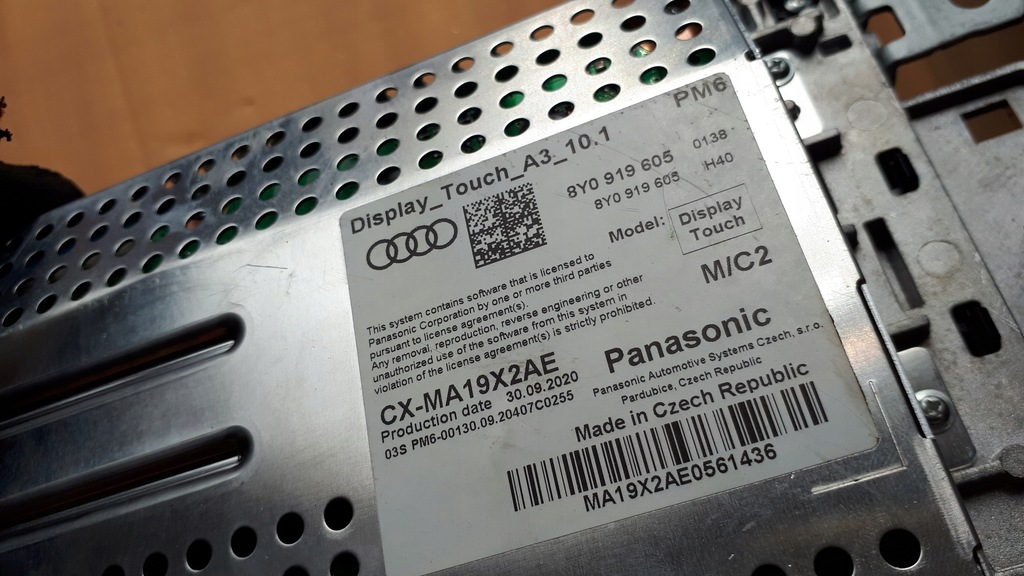 PM6
Display_Touch_A3_10.1
8Y0 919 605 0138
8Y0 919 605 H40
Model: Display Touch
M/C2
This system contains software that is licensed to
Panasonic Corporation by one or more third parties
pursuant to license agreement(s).
Any removal, reproduction, reverse engineering or other
unauthorized use of the software from this system in
violation of the license agreement(s) is strictly prohibited.
CX-MA19X2AE
Production date 30.09.2020
03S PM6-00130.09.20407C0255
Panasonic
Panasonic Automotive Systems Czech, s.r.o.
Pardubice, Czech Republic
Made in Czech Republic
MA19X2AE0561436